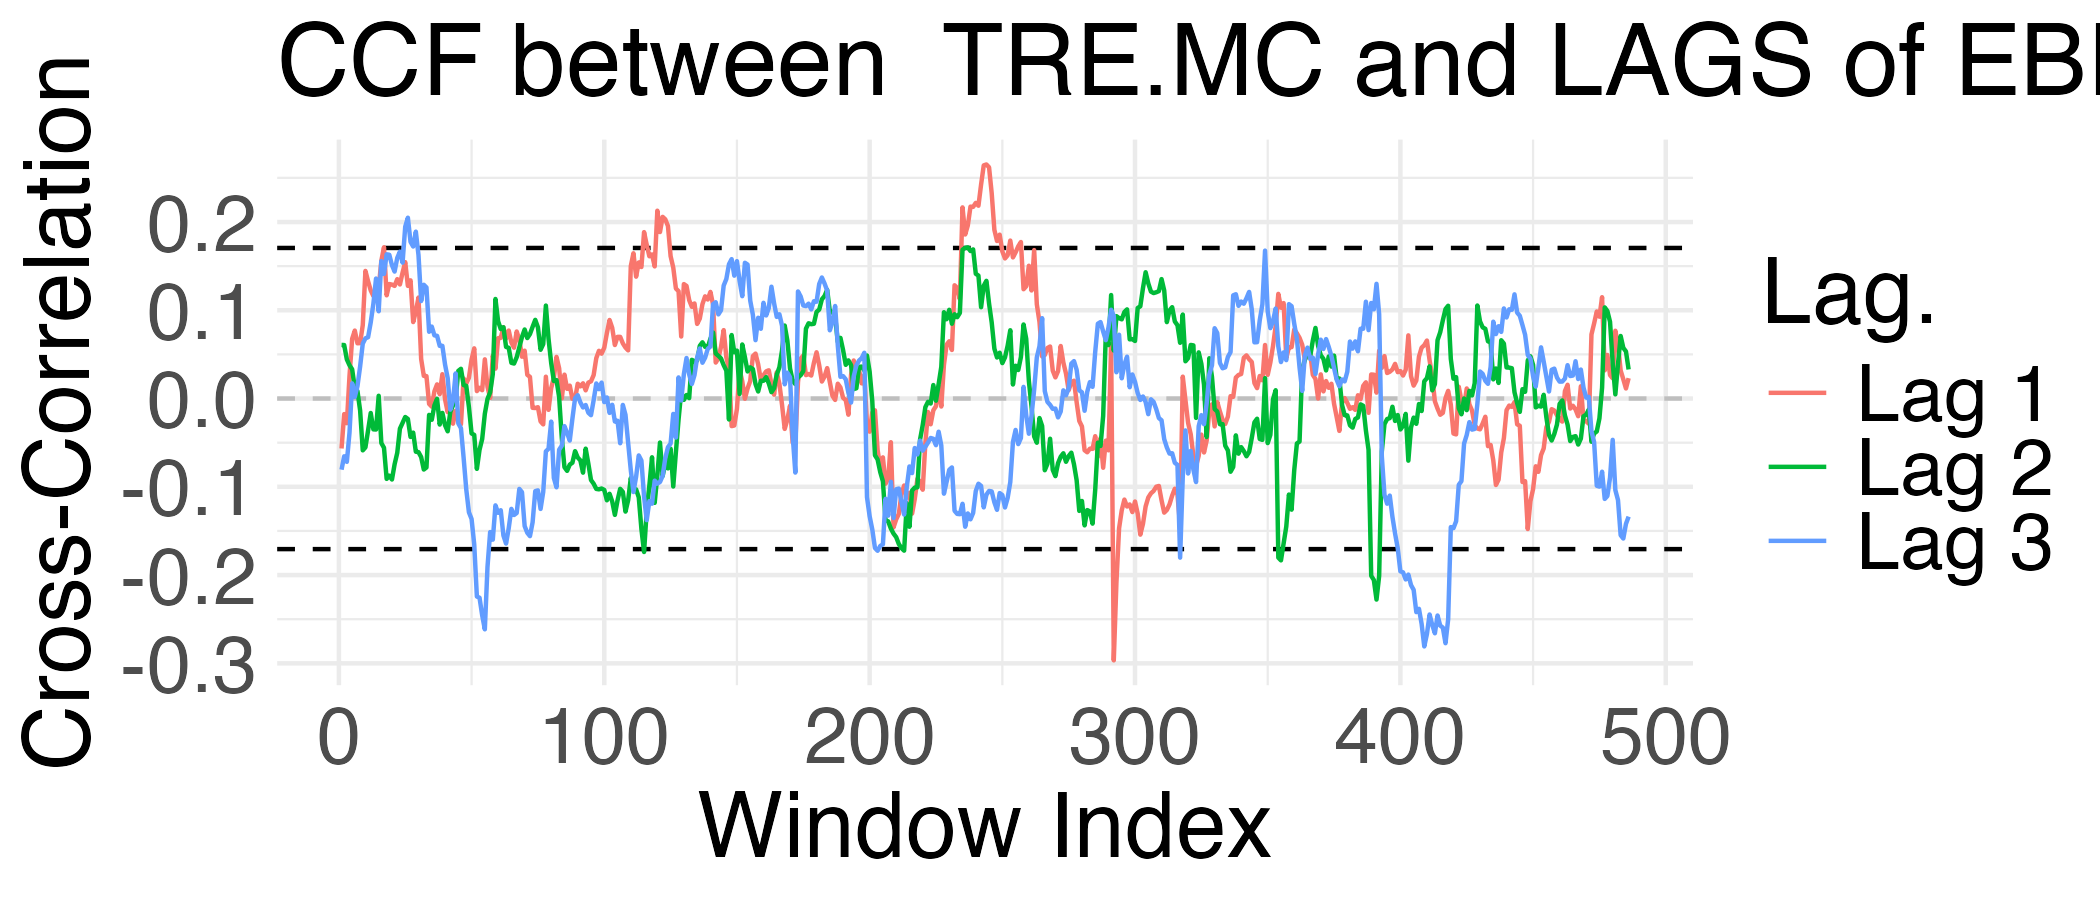 CCF between  TRE.MC and LAGS of EB
Cross-Correlation
0.2
0.1
0.0
-0.1
-0.2
-0.3
0 100 200 300 400 500
Window Index
Lag.
Lag 1
Lag 2
Lag 3